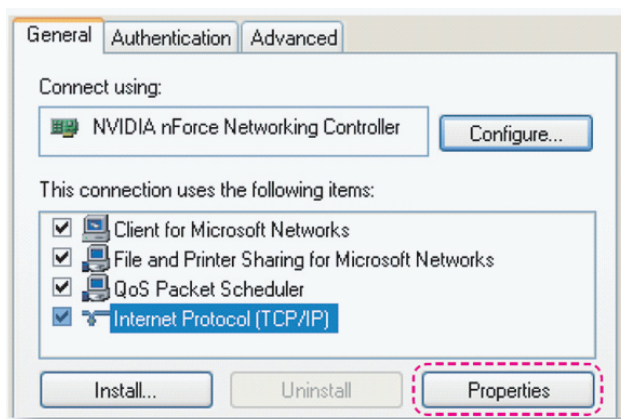 General Authentication Advanced
Connect using:
NVIDIA nForce Networking Controller Configure...
This connection uses the following items:
Client for Microsoft Networks
File and Printer Sharing for Microsoft Networks
QoS Packet Scheduler
Internet Protocol (TCP/IP)
Install... Uninstall Properties